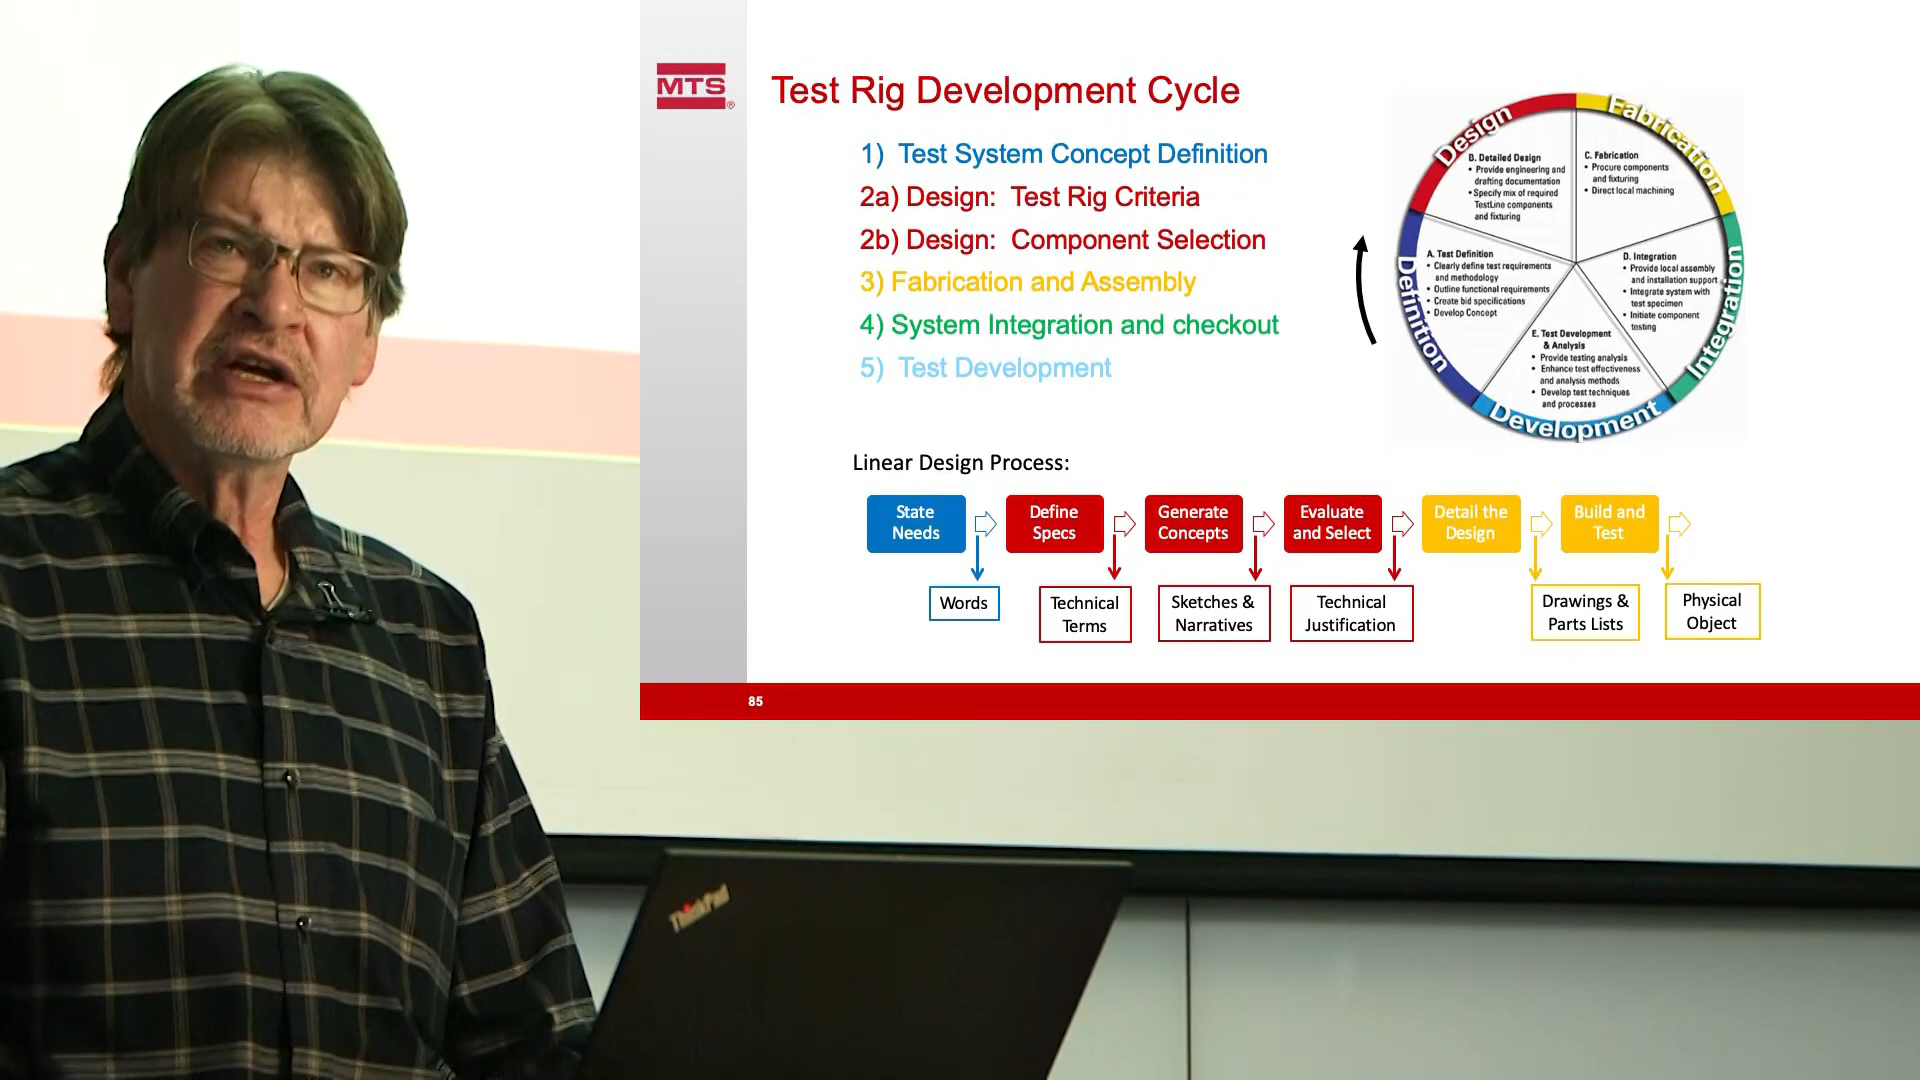 MTS
®
Test Rig Development Cycle
1) Test System Concept Definition
2a) Design: Test Rig Criteria
2b) Design: Component Selection
3) Fabrication and Assembly
4) System Integration and checkout
5) Test Development
Design
B. Detailed Design
• Provide engineering and
drafting documentation
• Specify mix of required
TestLine components
and fixturing
Fabrication
C. Fabrication
• Procure components
and fixturing
• Direct local machining
Definition
A. Test Definition
• Clearly define test requirements
and methodology
• Outline functional requirements
• Create bid specifications
• Develop Concept
Integration
D. Integration
• Provide local assembly
and installation support
• Integrate system with
test specimen
• Initiate component
testing
E. Test Development
& Analysis
• Provide testing analysis
• Enhance test effectiveness
and analysis methods
• Develop test techniques
and processes
Development
Linear Design Process:
State
Needs
Define
Specs
Generate
Concepts
Evaluate
and Select
Detail the
Design
Build and
Test
Words
Technical
Terms
Sketches &
Narratives
Technical
Justification
Drawings &
Parts Lists
Physical
Object
85
ThinkPad